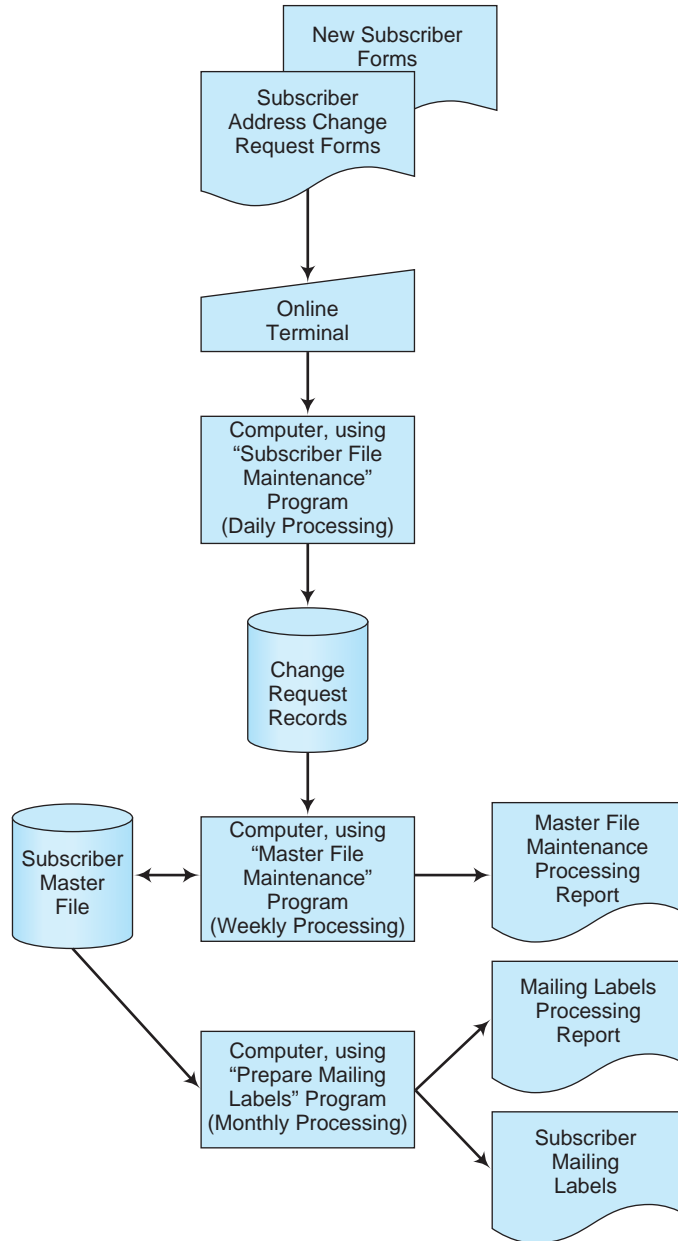 New Subscriber
Forms
Subscriber
Address Change
Request Forms
Online
Terminal
Computer, using
“Subscriber File
Maintenance”
Program
(Daily Processing)
Change
Request
Records
Subscriber
Master
File
Computer, using
“Master File
Maintenance”
Program
(Weekly Processing)
Master File
Maintenance
Processing
Report
Computer, using
“Prepare Mailing
Labels” Program
(Monthly Processing)
Mailing Labels
Processing
Report
Subscriber
Mailing
Labels